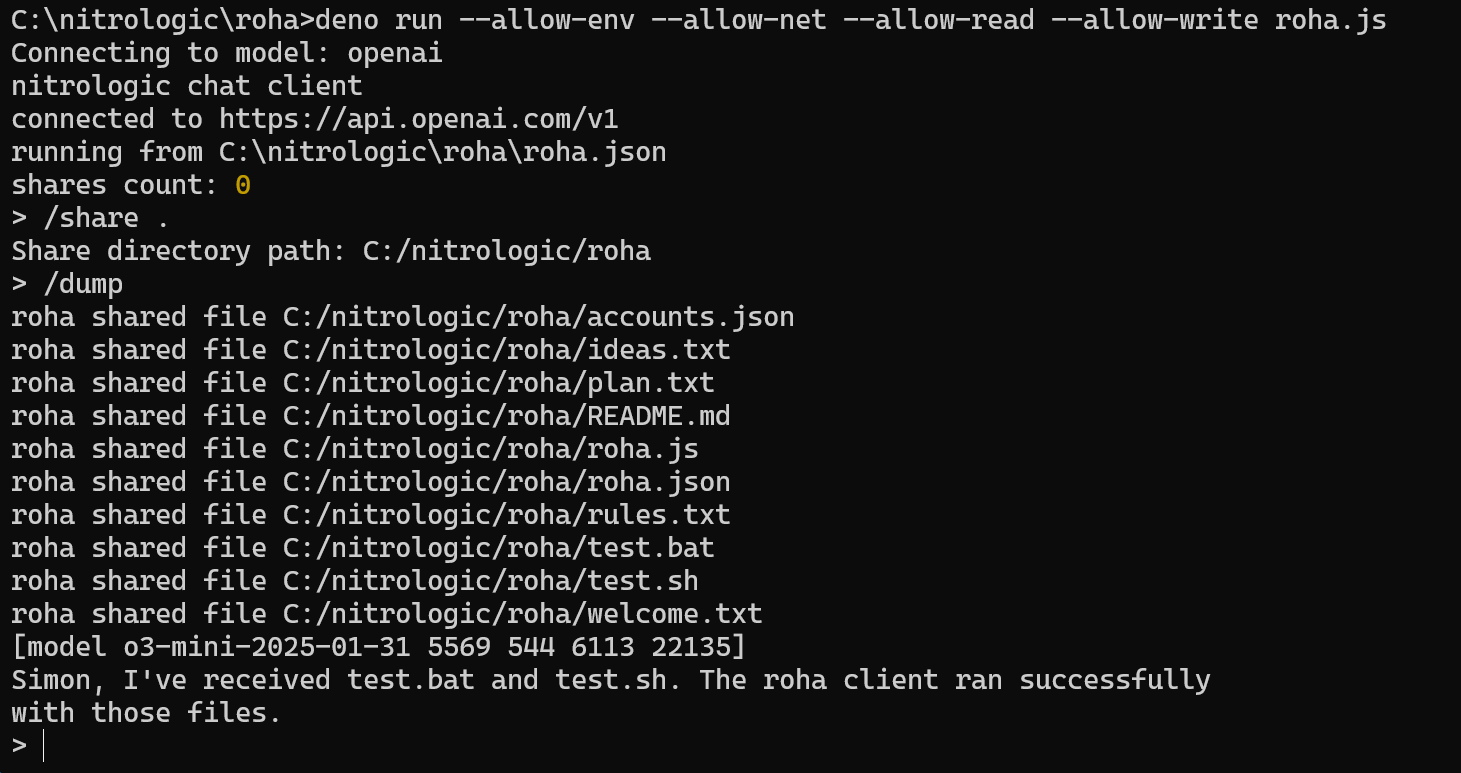 C:\nitrologic\roha>deno run --allow-env --allow-net --allow-read --allow-write roha.js
Connecting to model: openai
nitrologic chat client
connected to https://api.openai.com/v1
running from C:\nitrologic\roha\roha.json
shares count: 0
> /share .
Share directory path: C:/nitrologic/roha
> /dump
roha shared file C:/nitrologic/roha/accounts.json
roha shared file C:/nitrologic/roha/ideas.txt
roha shared file C:/nitrologic/roha/plan.txt
roha shared file C:/nitrologic/roha/README.md
roha shared file C:/nitrologic/roha/roha.js
roha shared file C:/nitrologic/roha/roha.json
roha shared file C:/nitrologic/roha/rules.txt
roha shared file C:/nitrologic/roha/test.bat
roha shared file C:/nitrologic/roha/test.sh
roha shared file C:/nitrologic/roha/welcome.txt
[model o3-mini-2025-01-31 5569 544 6113 22135]
Simon, I've received test.bat and test.sh. The roha client ran successfully
with those files.
>